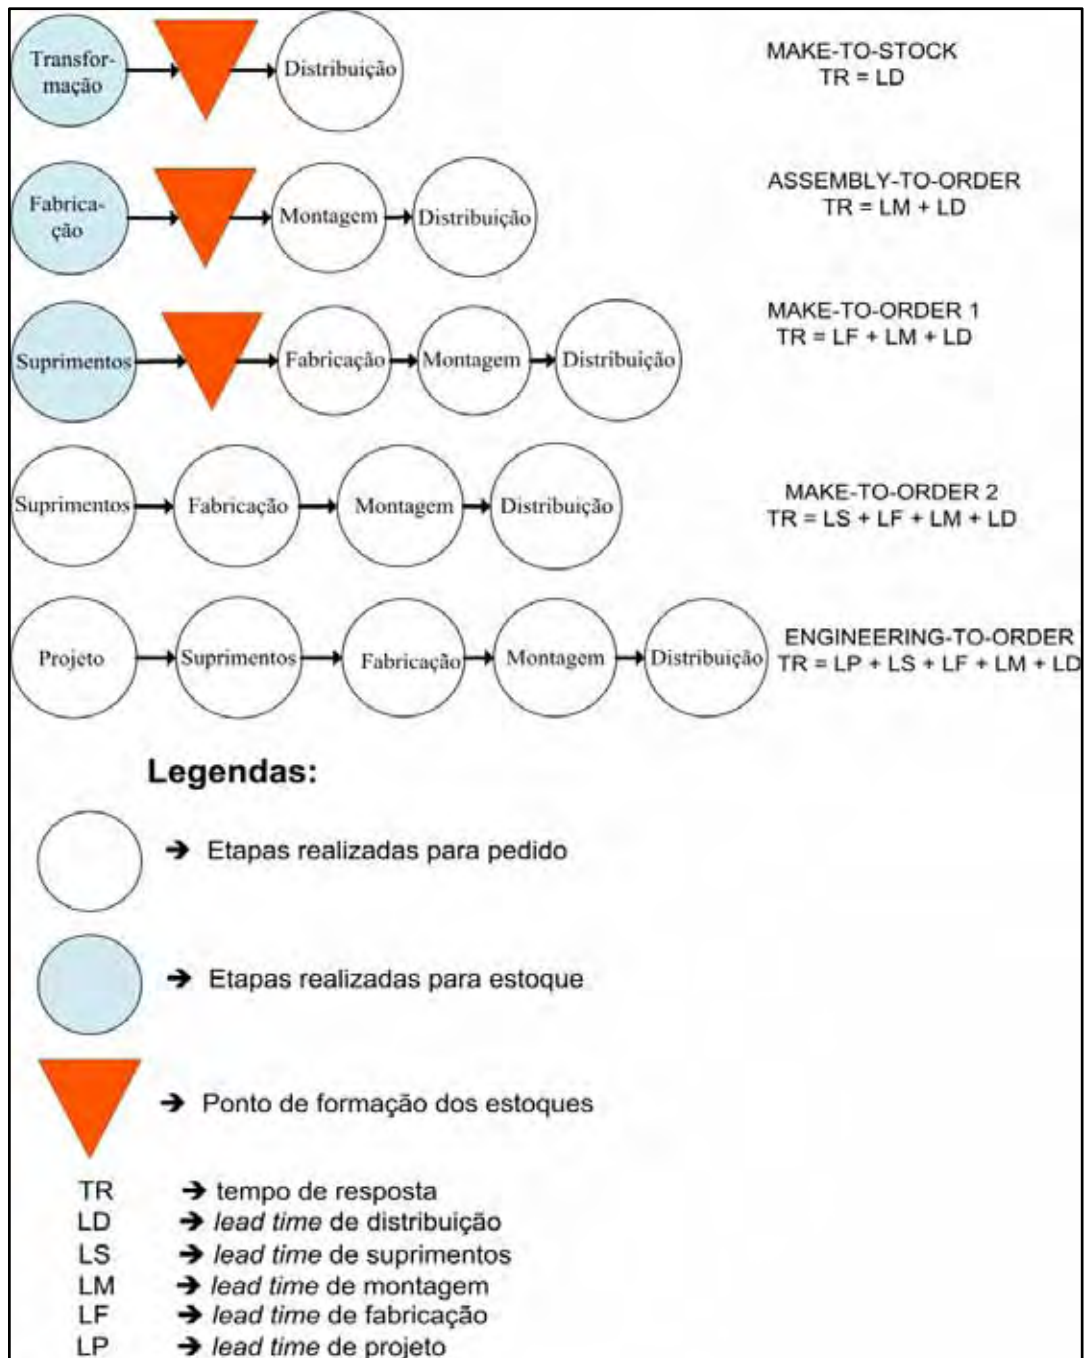 Transfor-
mação
Distribuição
MAKE-TO-STOCK
TR = LD
Fabrica-
ção
Montagem
Distribuição
ASSEMBLY-TO-ORDER
TR = LM + LD
Suprimentos
Fabricação
Montagem
Distribuição
MAKE-TO-ORDER 1
TR = LF + LM + LD
Suprimentos
Fabricação
Montagem
Distribuição
MAKE-TO-ORDER 2
TR = LS + LF + LM + LD
Projeto
Suprimentos
Fabricação
Montagem
Distribuição
ENGINEERING-TO-ORDER
TR = LP + LS + LF + LM + LD
Legendas:
➔ Etapas realizadas para pedido
➔ Etapas realizadas para estoque
➔ Ponto de formação dos estoques
TR ➔ tempo de resposta
LD ➔ lead time de distribuição
LS ➔ lead time de suprimentos
LM ➔ lead time de montagem
LF ➔ lead time de fabricação
LP ➔ lead time de projeto